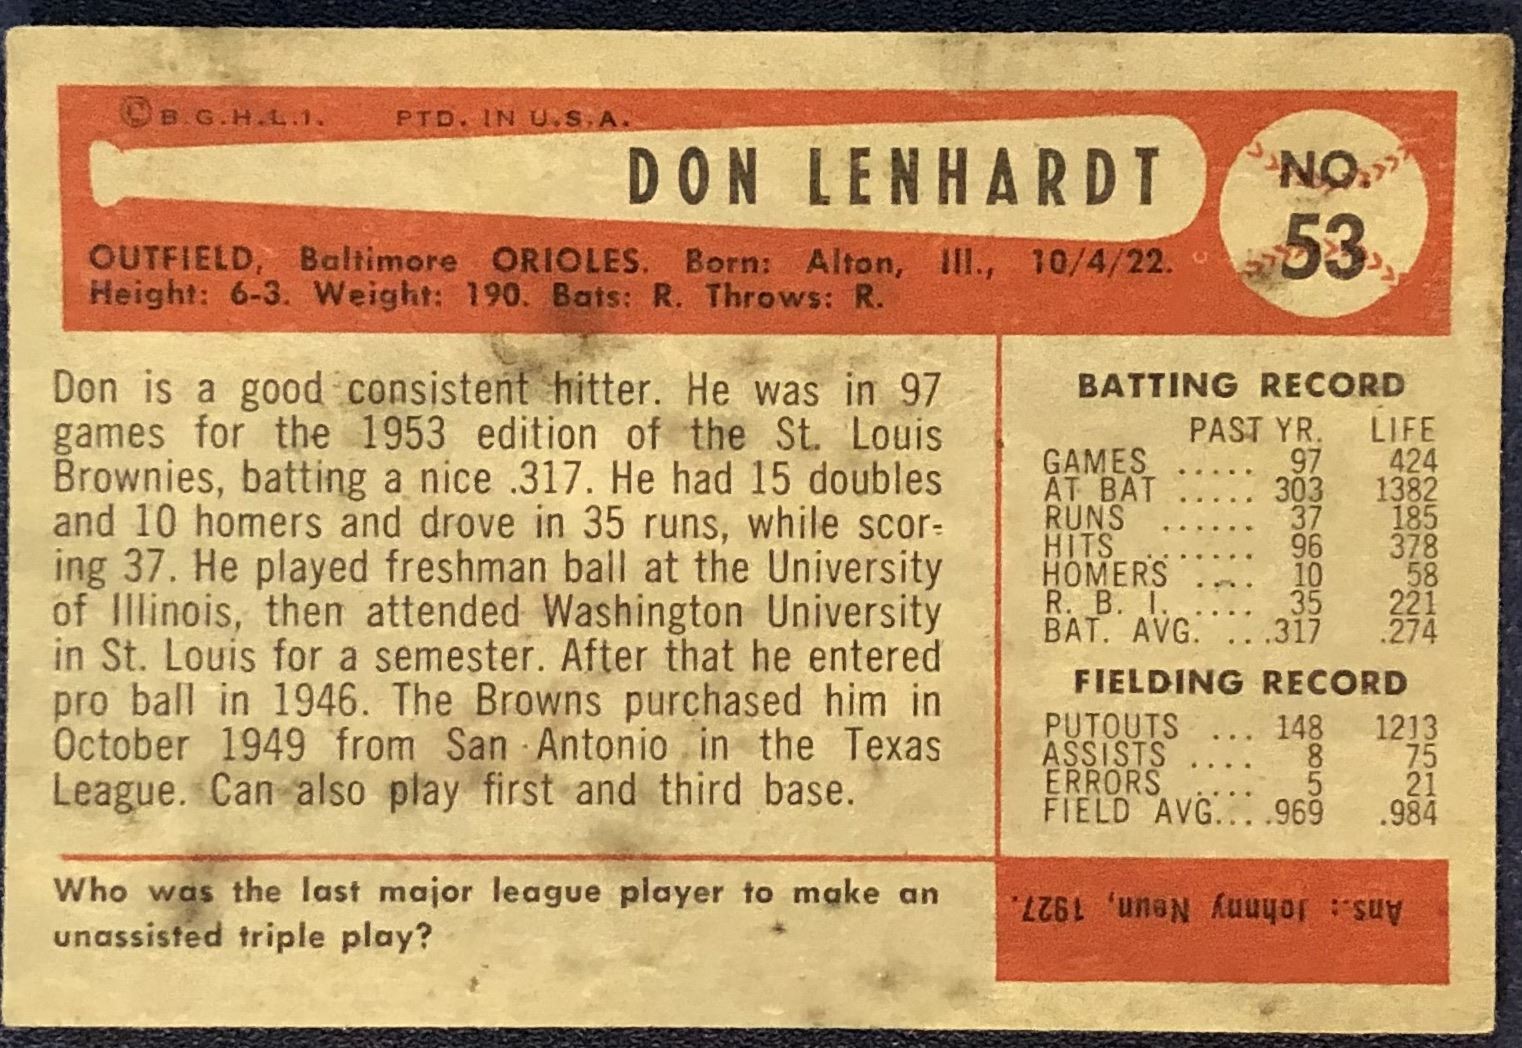 © B.G.H.L.I. PTD. IN U.S.A.
DON LENHARDT
NO.
53
OUTFIELD, Baltimore ORIOLES. Born: Alton, Ill., 10/4/22.
Height: 6-3. Weight: 190. Bats: R. Throws: R.
Don is a good consistent hitter. He was in 97
games for the 1953 edition of the St. Louis
Brownies, batting a nice .317. He had 15 doubles
and 10 homers and drove in 35 runs, while scor-
ing 37. He played freshman ball at the University
of Illinois, then attended Washington University
in St. Louis for a semester. After that he entered
pro ball in 1946. The Browns purchased him in
October 1949 from San Antonio in the Texas
League. Can also play first and third base.
BATTING RECORD
PAST YR. LIFE
GAMES ..... 97 424
AT BAT ..... 303 1382
RUNS ...... 37 185
HITS ....... 96 378
HOMERS .... 10 58
R. B. I. ..... 35 221
BAT. AVG. ...317 .274
FIELDING RECORD
PUTOUTS ... 148 1213
ASSISTS .... 8 75
ERRORS .... 5 21
FIELD AVG.....969 .984
Who was the last major league player to make an
unassisted triple play?
Ans.: Johnny Neun, 1927.